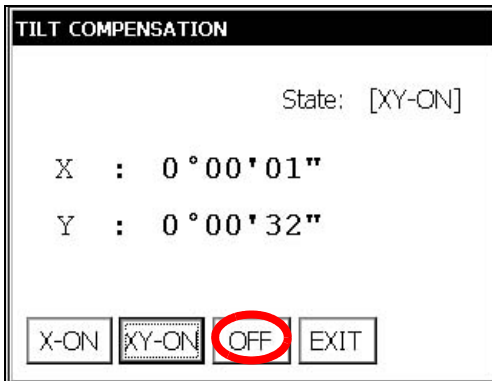 TILT COMPENSATION
State: [XY-ON]
X : 0°00'01"
Y : 0°00'32"
X-ON XY-ON OFF EXIT